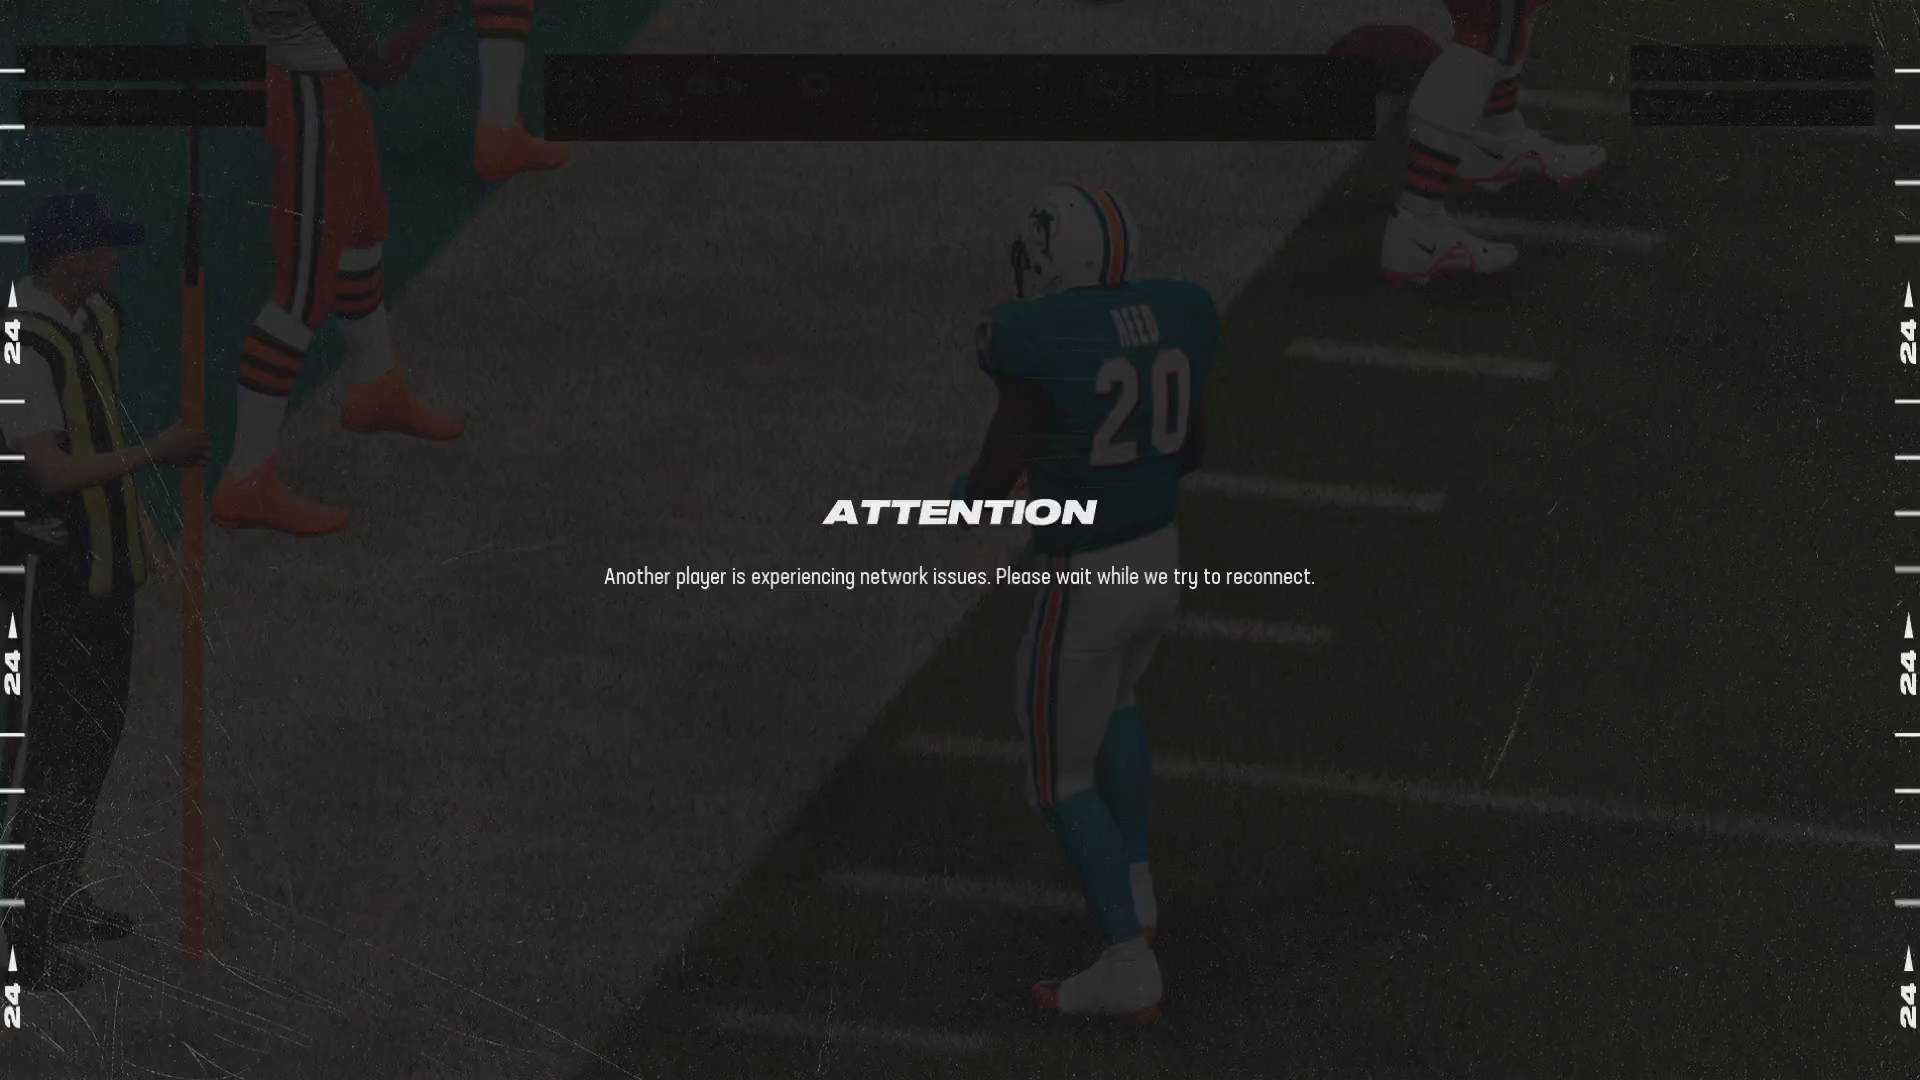 REED
20
ATTENTION
Another player is experiencing network issues. Please wait while we try to reconnect.
24
24
24
24
24
24